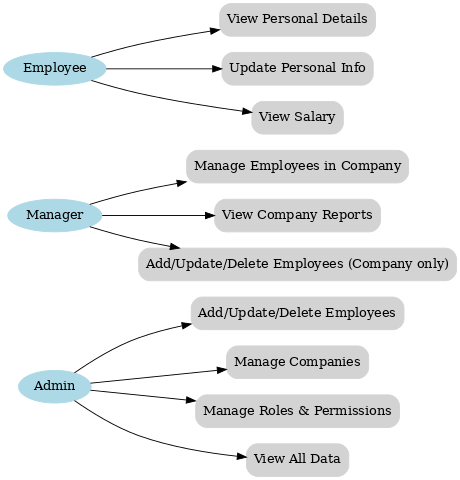 Employee
View Personal Details
Update Personal Info
View Salary
Manager
Manage Employees in Company
View Company Reports
Add/Update/Delete Employees (Company only)
Admin
Add/Update/Delete Employees
Manage Companies
Manage Roles & Permissions
View All Data